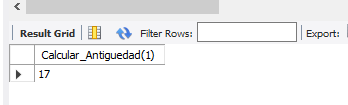 Result Grid Filter Rows: Export:
Calcular_Antiguedad(1)
17